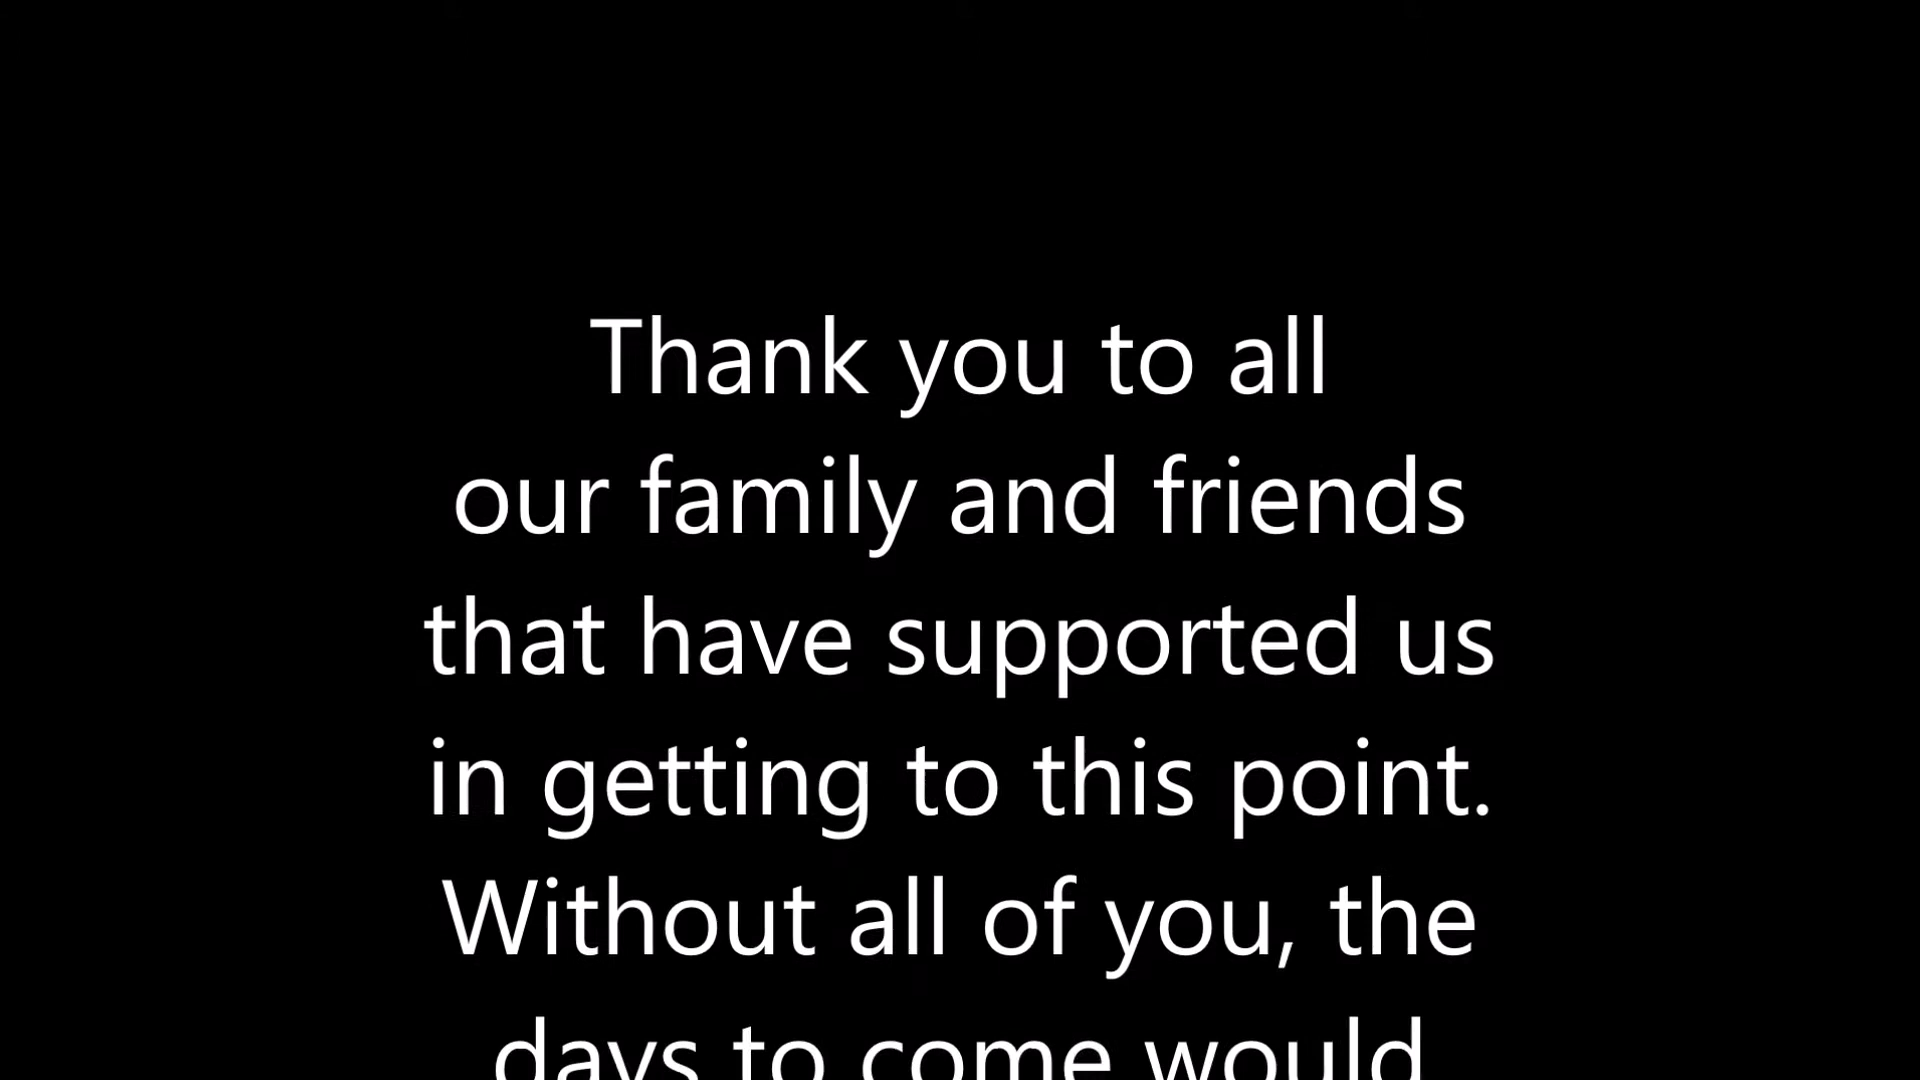 Thank you to all
our family and friends
that have supported us
in getting to this point.
Without all of you, the
days to come would